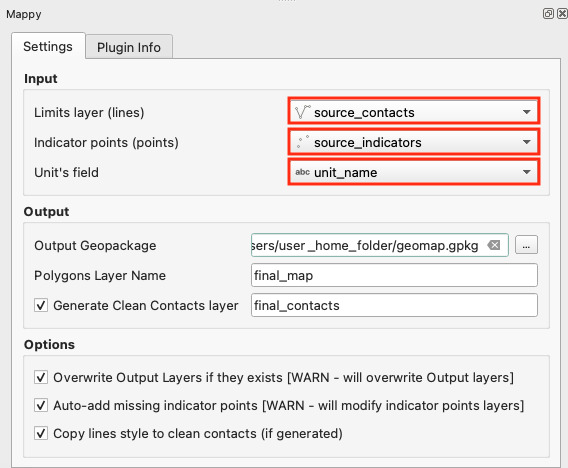 Mappy
Settings
Plugin Info
Input
Limits layer (lines)
source_contacts
Indicator points (points)
source_indicators
Unit's field
abc unit_name
Output
Output Geopackage
sers/user_home_folder/geomap.gpkg
...
Polygons Layer Name
final_map
Generate Clean Contacts layer
final_contacts
Options
Overwrite Output Layers if they exists [WARN - will overwrite Output layers]
Auto-add missing indicator points [WARN - will modify indicator points layers]
Copy lines style to clean contacts (if generated)